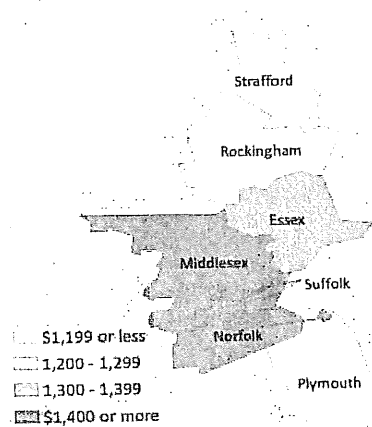 Strafford
Rockingham
Essex
Middlesex
Suffolk
Norfolk
Plymouth
$1,199 or less
1,200 - 1,299
1,300 - 1,399
$1,400 or more